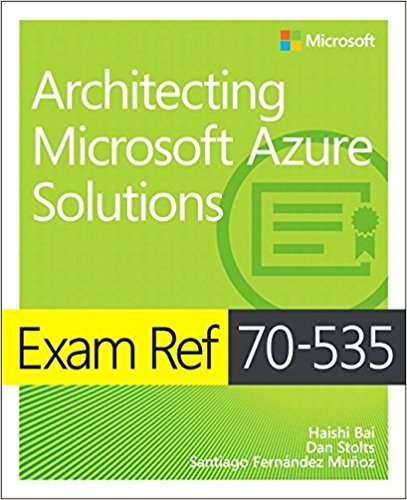 Microsoft
Architecting
Microsoft Azure
Solutions
Exam Ref 70-535
Haishi Bai
Dan Stolts
Santiago Fernández Muñoz